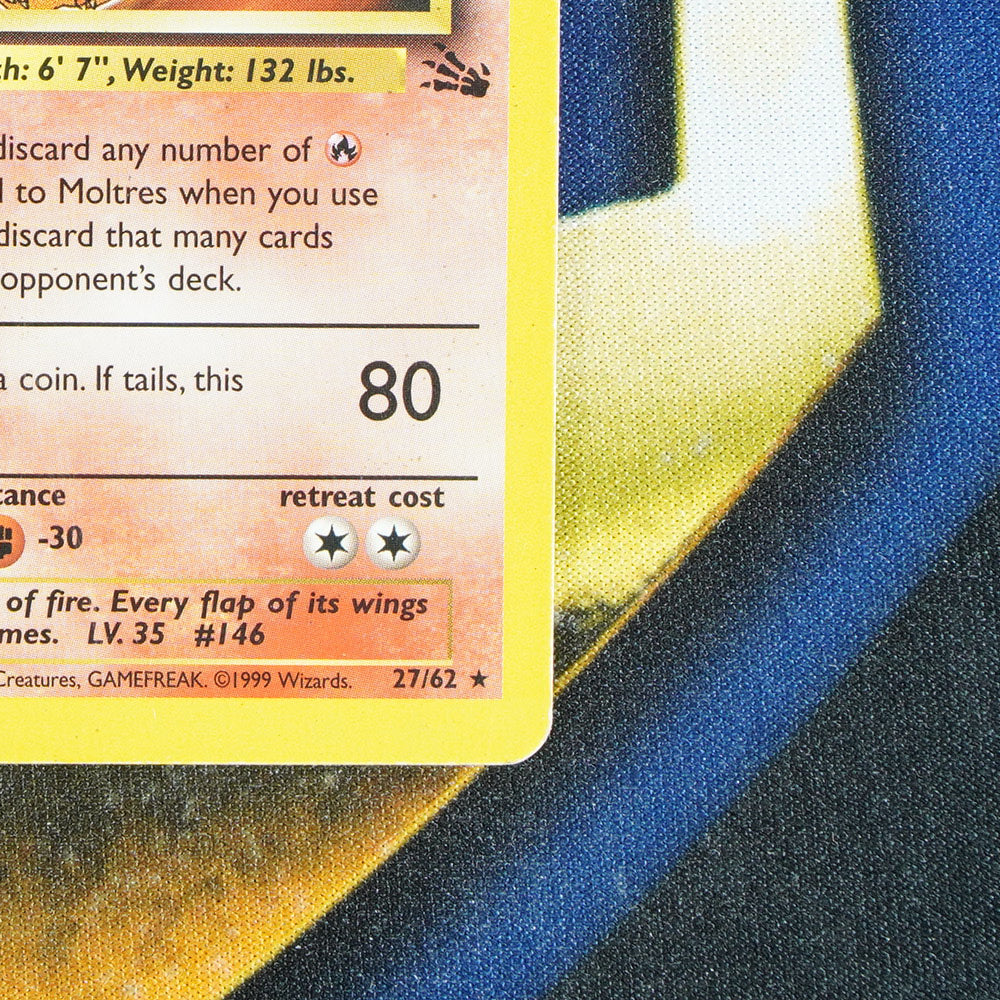 th: 6' 7", Weight: 132 lbs.
discard any number of
to Moltres when you use
discard that many cards
opponent's deck.
a coin. If tails, this
80
tance
retreat cost
-30
of fire. Every flap of its wings
mes. LV. 35 #146
Creatures, GAMEFREAK. ©1999 Wizards. 27/62 ★